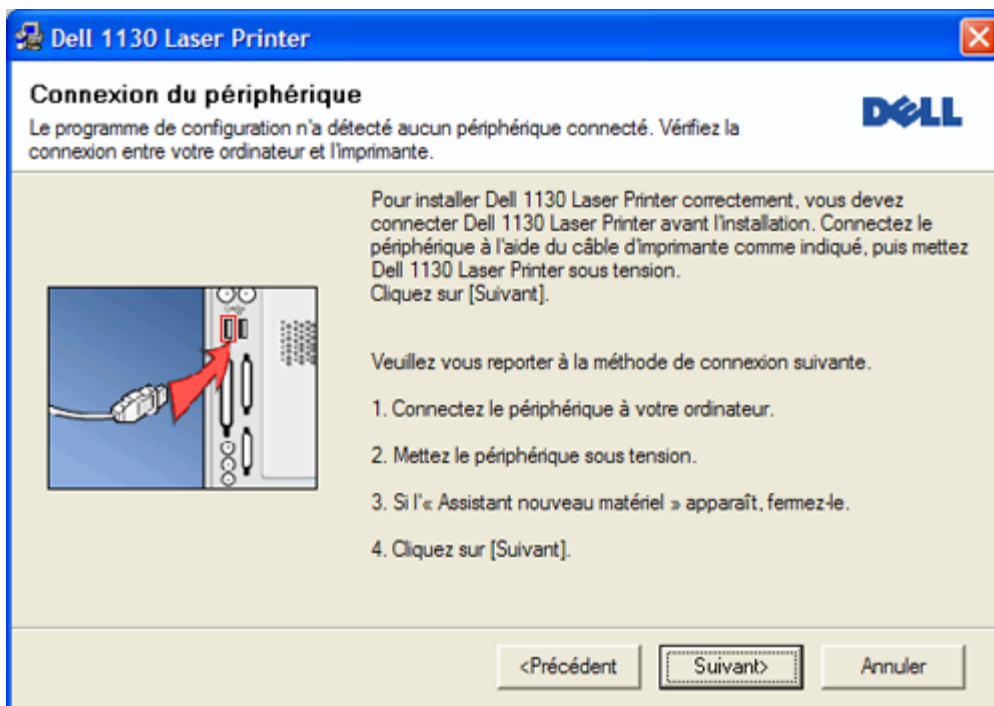 Dell 1130 Laser Printer
Connexion du périphérique
Le programme de configuration n'a détecté aucun périphérique connecté. Vérifiez la
connexion entre votre ordinateur et l'imprimante.
DELL
Pour installer Dell 1130 Laser Printer correctement, vous devez
connecter Dell 1130 Laser Printer avant l'installation. Connectez le
périphérique à l'aide du câble d'imprimante comme indiqué, puis mettez
Dell 1130 Laser Printer sous tension.
Cliquez sur [Suivant].
Veuillez vous reporter à la méthode de connexion suivante.
1. Connectez le périphérique à votre ordinateur.
2. Mettez le périphérique sous tension.
3. Si l'« Assistant nouveau matériel » apparaît, fermez-le.
4. Cliquez sur [Suivant].
<Précédent
Suivant>
Annuler